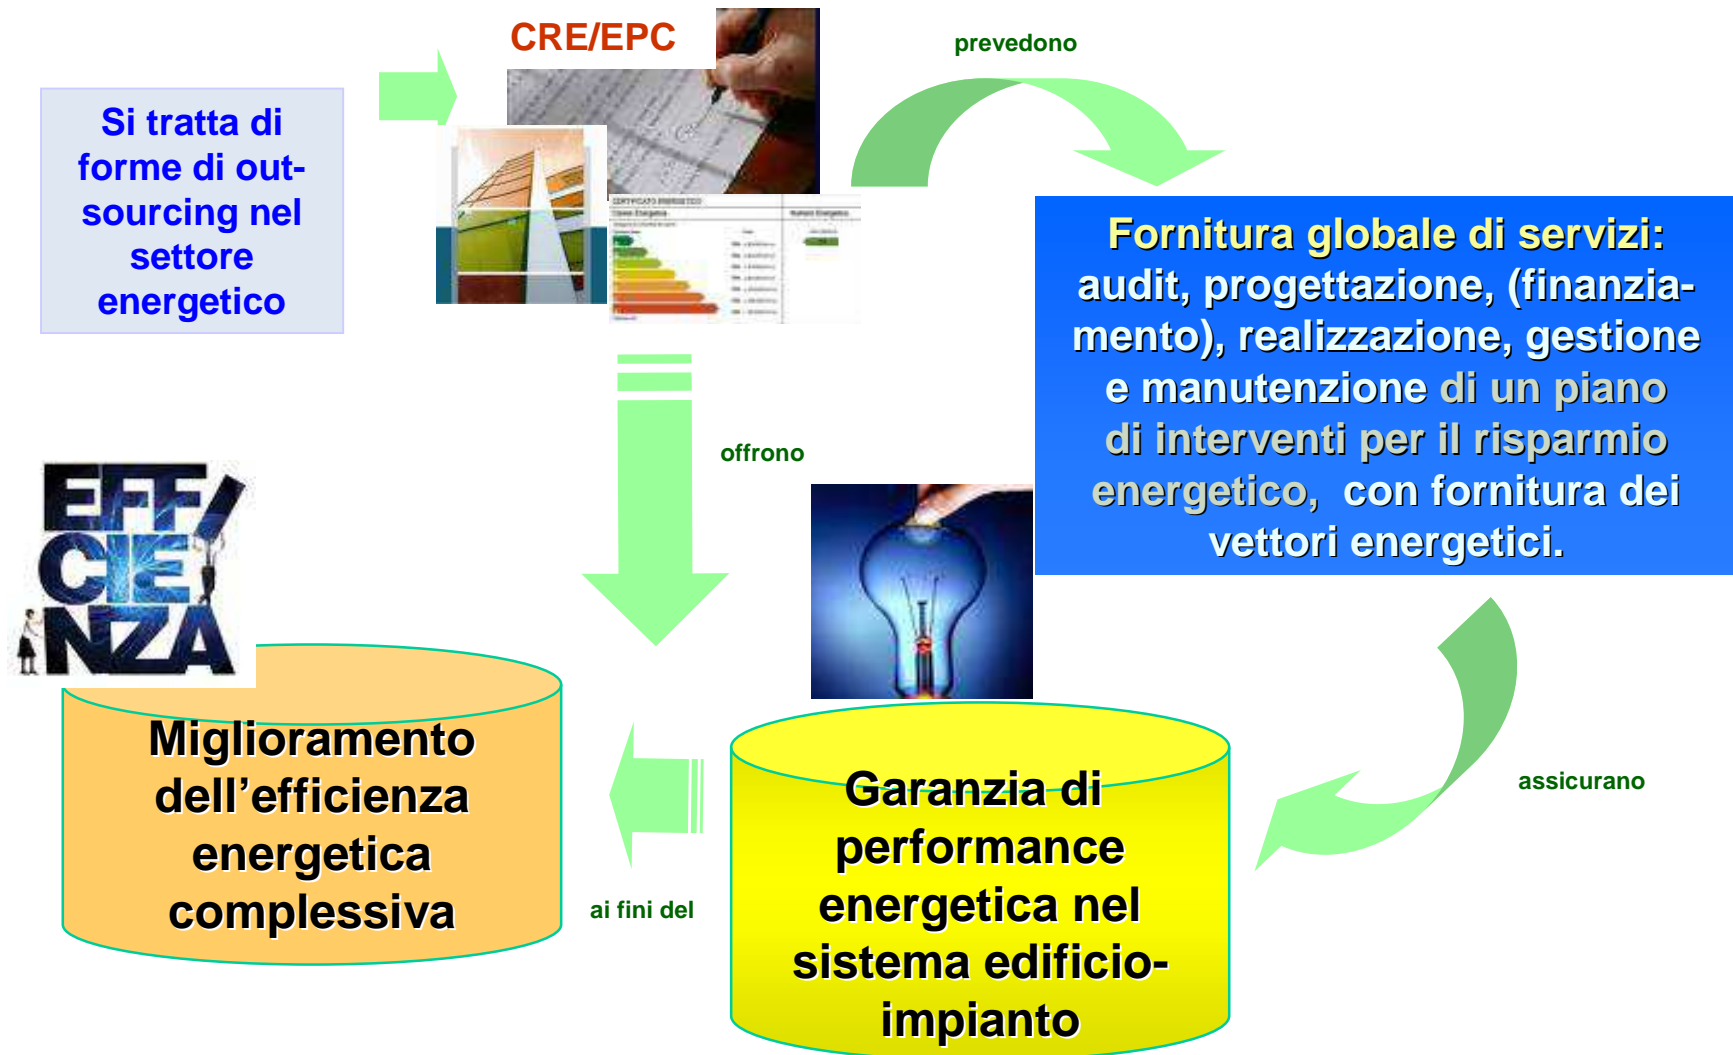 CRE/EPC
prevedono
Si tratta di
forme di out-
sourcing nel
settore
energetico
CERTIFICATO ENERGETICO
Fornitura globale di servizi:
audit, progettazione, (finanzia-
mento), realizzazione, gestione
e manutenzione di un piano
di interventi per il risparmio
energetico, con fornitura dei
vettori energetici.
offrono
EFF
CIE
NZA
Miglioramento
dell’efficienza
energetica
complessiva
ai fini del
Garanzia di
performance
energetica nel
sistema edificio-
impianto
assicurano